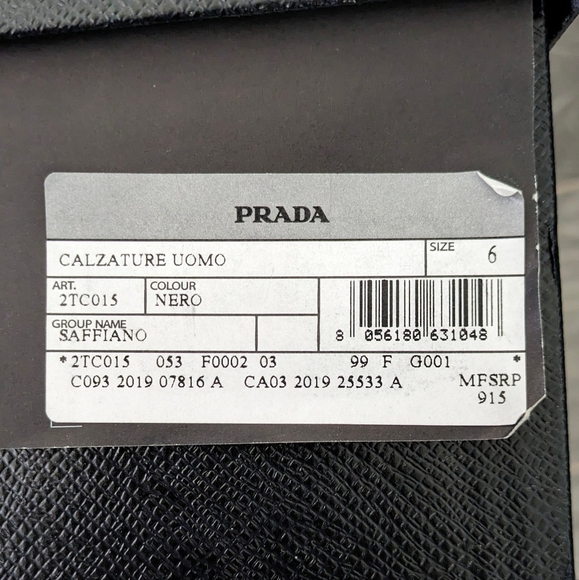 PRADA
CALZATURE UOMO
SIZE 6
ART. 2TC015
COLOUR NERO
GROUP NAME SAFFIANO
8 056180 631048
*2TC015 053 F0002 03 99 F G001 *
C093 2019 07816 A CA03 2019 25533 A MFSRP
915